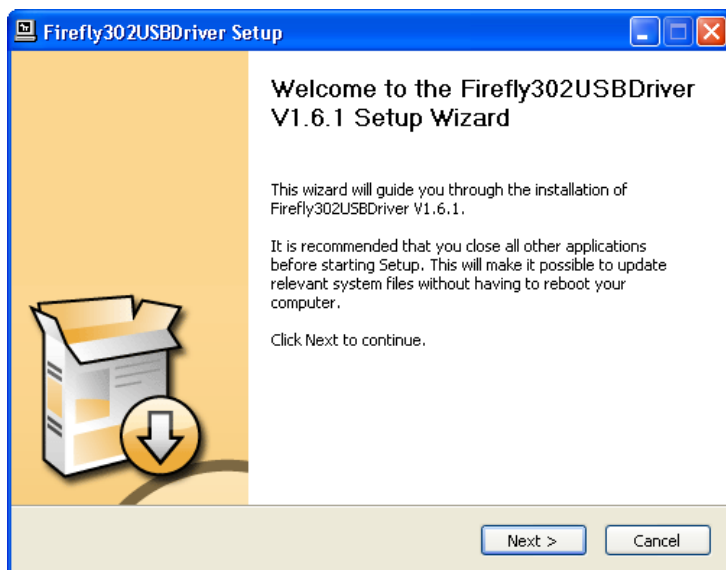 Firefly302USBDriver Setup
Welcome to the Firefly302USBDriver
V1.6.1 Setup Wizard
This wizard will guide you through the installation of
Firefly302USBDriver V1.6.1.
It is recommended that you close all other applications
before starting Setup. This will make it possible to update
relevant system files without having to reboot your
computer.
Click Next to continue.
Next >
Cancel